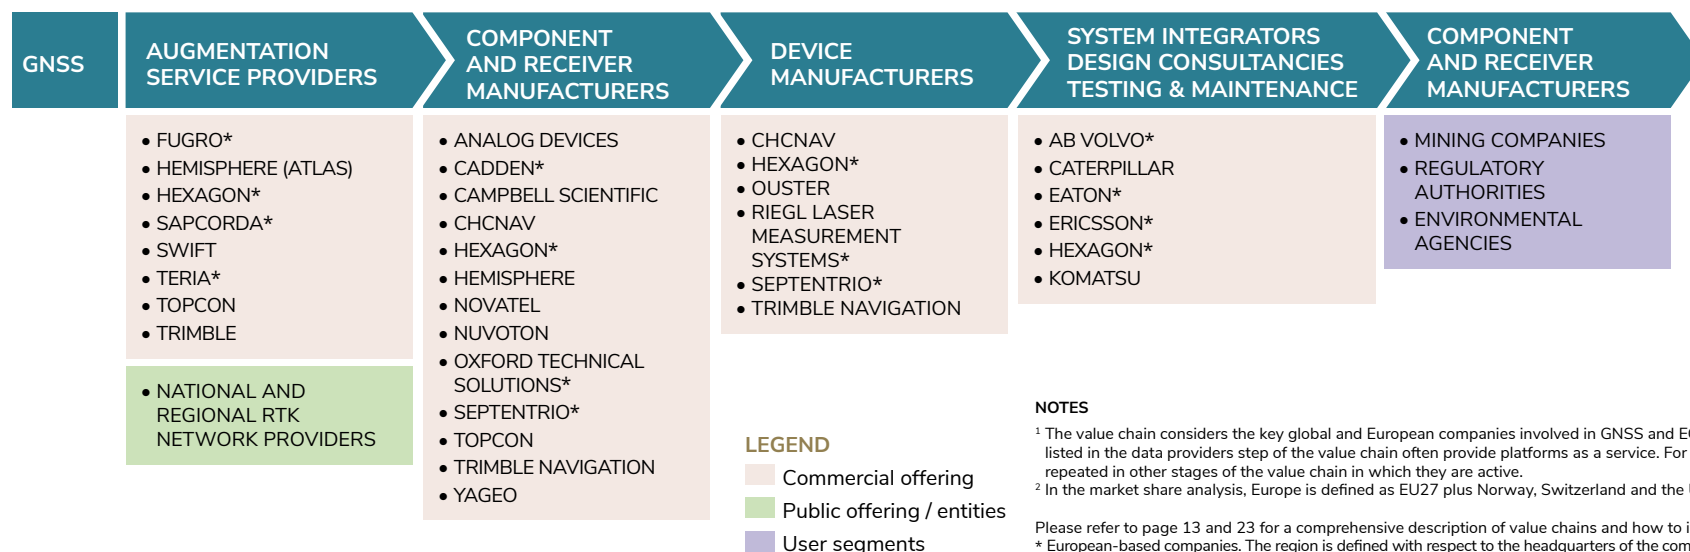 GNSS
AUGMENTATION
SERVICE PROVIDERS
COMPONENT
AND RECEIVER
MANUFACTURERS
DEVICE
MANUFACTURERS
SYSTEM INTEGRATORS
DESIGN CONSULTANCIES
TESTING & MAINTENANCE
COMPONENT
AND RECEIVER
MANUFACTURERS
• FUGRO*
• HEMISPHERE (ATLAS)
• HEXAGON*
• SAPCORDA*
• SWIFT
• TERIA*
• TOPCON
• TRIMBLE
• NATIONAL AND
REGIONAL RTK
NETWORK PROVIDERS
• ANALOG DEVICES
• CADDEN*
• CAMPBELL SCIENTIFIC
• CHCNAV
• HEXAGON*
• HEMISPHERE
• NOVATEL
• NUVOTON
• OXFORD TECHNICAL
SOLUTIONS*
• SEPTENTRIO*
• TOPCON
• TRIMBLE NAVIGATION
• YAGEO
• CHCNAV
• HEXAGON*
• OUSTER
• RIEGL LASER
MEASUREMENT
SYSTEMS*
• SEPTENTRIO*
• TRIMBLE NAVIGATION
• AB VOLVO*
• CATERPILLAR
• EATON*
• ERICSSON*
• HEXAGON*
• KOMATSU
• MINING COMPANIES
• REGULATORY
AUTHORITIES
• ENVIRONMENTAL
AGENCIES
LEGEND
Commercial offering
Public offering / entities
User segments
NOTES
1 The value chain considers the key global and European companies involved in GNSS and
listed in the data providers step of the value chain often provide platforms as a service. For
repeated in other stages of the value chain in which they are active.
2 In the market share analysis, Europe is defined as EU27 plus Norway, Switzerland and the
Please refer to page 13 and 23 for a comprehensive description of value chains and how to
* European-based companies. The region is defined with respect to the headquarters of the